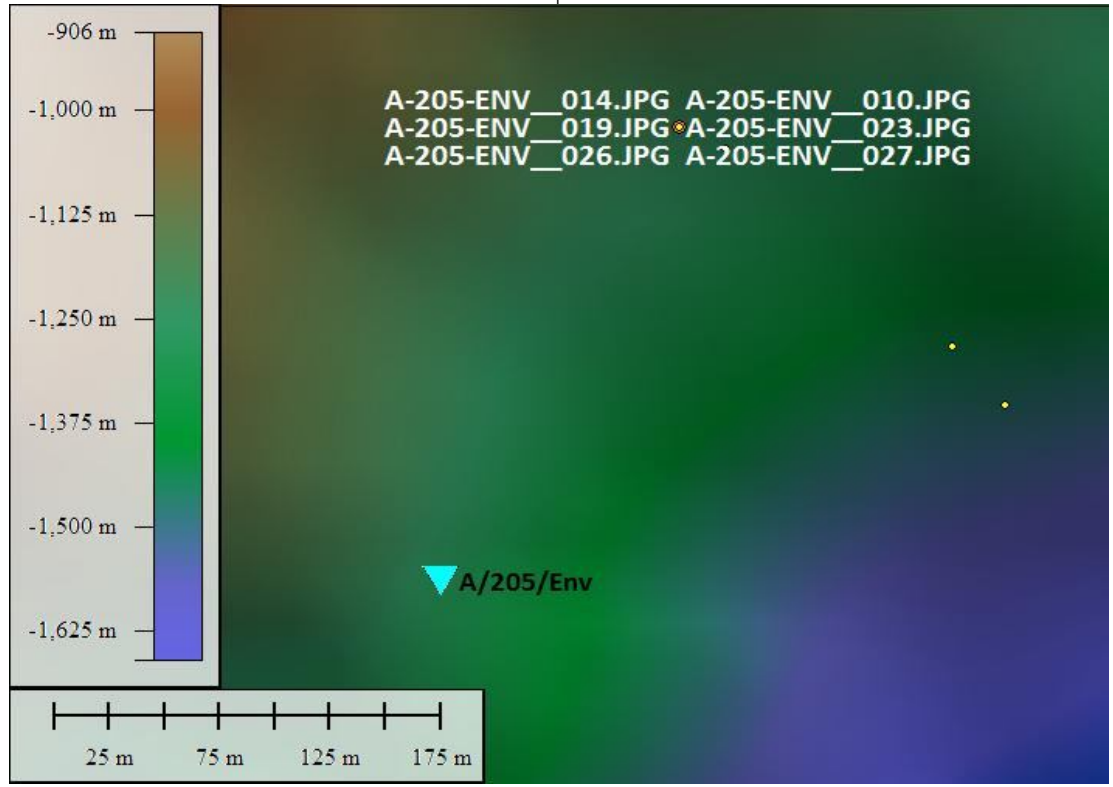 -906 m
-1,000 m
-1,125 m
-1,250 m
-1,375 m
-1,500 m
-1,625 m
A-205-ENV__014.JPG A-205-ENV__010.JPG
A-205-ENV__019.JPG A-205-ENV__023.JPG
A-205-ENV__026.JPG A-205-ENV__027.JPG
A/205/Env
25 m 75 m 125 m 175 m